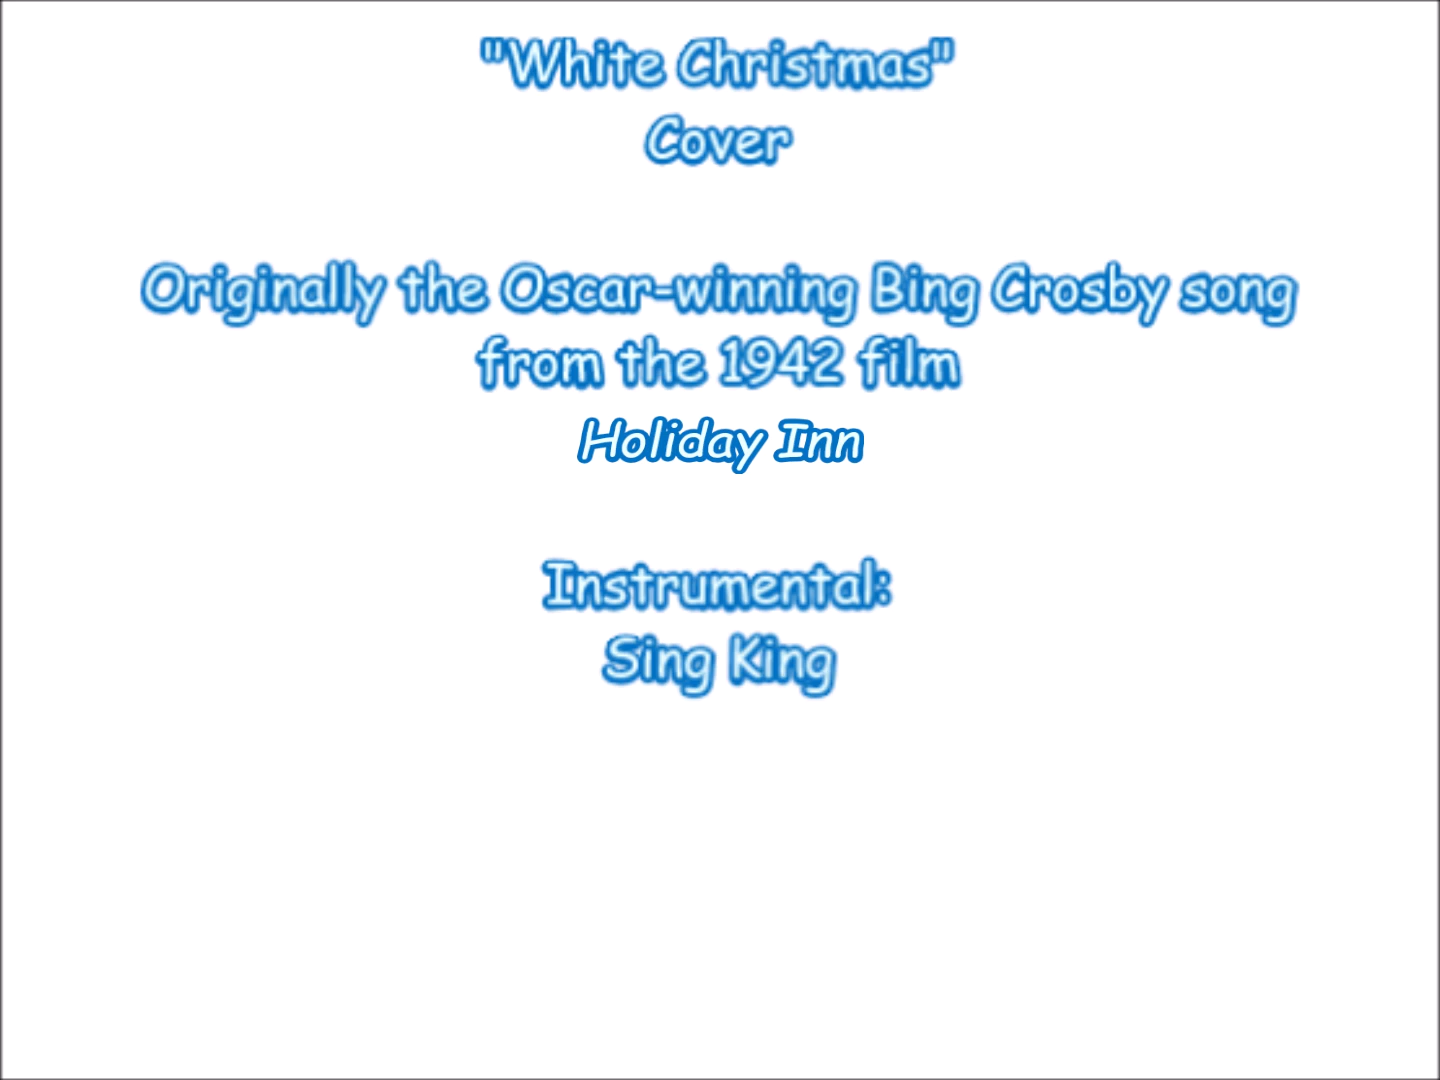 "White Christmas"
Cover
Originally the Oscar-winning Bing Crosby song
from the 1942 film
Holiday Inn
Instrumental:
Sing King